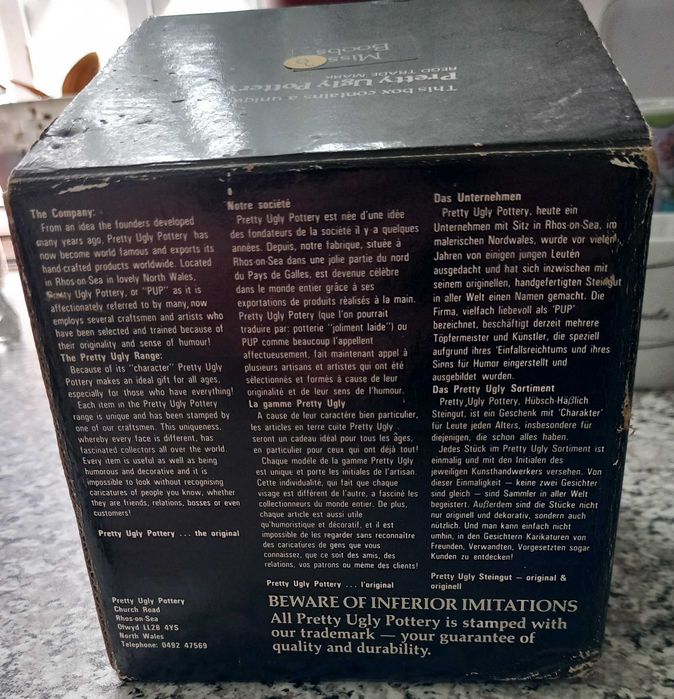 Miss
Boobs
Pretty Ugly Pottery
REGD TRADE MARK
This box contains a unique
The Company:
From an idea the founders developed
many years ago, Pretty Ugly Pottery has
now become world famous and exports its
hand crafted products worldwide. Located
in Rhos-on-Sea in lovely North Wales,
Pretty Ugly Pottery, or "PUP" as it is
affectionately referred to by many, now
employs several craftsmen and artists who
have been selected and trained because of
their originality and sense of humour!
The Pretty Ugly Range:
Because of its "character" Pretty Ugly
Pottery makes an ideal gift for all ages,
especially for those who have everything!
Each item in the Pretty Ugly Pottery
range is unique and has been stamped by
one of our craftsmen. This uniqueness,
whereby every face is different, has
fascinated collectors all over the world.
Every item is useful as well as being
humorous and decorative and it is
impossible to look without recognising
caricatures of people you know, whether
they are friends, relations, bosses or even
customers!
Pretty Ugly Pottery ... the original
Pretty Ugly Pottery
Church Road
Rhos-on-Sea
Clwyd LL28 4YS
North Wales
Telephone: 0492 47569
Notre société
Pretty Ugly Pottery est née d'une idée
des fondateurs de la société il y a quelques
années. Depuis, notre fabrique, située à
Rhos-on-Sea dans une jolie partie du nord
du Pays de Galles, est devenue célèbre
dans le monde entier grâce à ses
exportations de produits réalisés à la main.
Pretty Ugly Potery (que l'on pourrait
traduire par: potterie "joliment laide") ou
PUP comme beaucoup l'appellent
affectueusement, fait maintenant appel à
plusieurs artisans et artistes qui ont été
sélectionnés et formés à cause de leur
originalité et de leur sens de l'humour.
La gamme Pretty Ugly
A cause de leur caractère bien particulier,
les articles en terre cuite Pretty Ugly
seront un cadeau idéal pour tous les âges,
en particulier pour ceux qui ont déjà tout!
Chaque modèle de la gamme Pretty Ugly
est unique et porte les initiales de l'artisan.
Cette individualité, qui fait que chaque
visage est différent de l'autre, a fasciné les
collectionneurs du monde entier. De plus,
chaque article est aussi utile
qu'humoristique et décoratif, et il est
impossible de les regarder sans reconnaître
des caricatures de gens que vous
connaissez, que ce soit des amis, des
relations, vos patrons ou même des clients!
Pretty Ugly Pottery ... l'original
Das Unternehmen
Pretty Ugly Pottery, heute ein
Unternehmen mit Sitz in Rhos-on-Sea, im
malerischen Nordwales, wurde vor vielen
Jahren von einigen jungen Leuten
ausgedacht und hat sich inzwischen mit
seinem originellen, handgefertigten Steingut
in aller Welt einen Namen gemacht. Die
Firma, vielfach liebevoll als 'PUP'
bezeichnet, beschäftigt derzeit mehrere
Töpfermeister und Künstler, die speziell
aufgrund ihres 'Einfallsreichtums und ihres
Sinns für Humor eingestellt und
ausgebildet wurden.
Das Pretty Ugly Sortiment
Pretty Ugly Pottery, Hübsch-Häßlich
Steingut, ist ein Geschenk mit 'Charakter'
für Leute jeden Alters, insbesondere für
diejenigen, die schon alles haben.
Jedes Stück im Pretty Ugly Sortiment ist
einmalig und mit den Initialen des
jeweiligen Kunsthandwerkers versehen. Von
dieser Einmaligkeit — keine zwei Gesichter
sind gleich — sind Sammler in aller Welt
begeistert. Außerdem sind die Stücke nicht
nur originell und dekorativ, sondern auch
nützlich. Und man kann einfach nicht
umhin, in den Gesichtern Karikaturen von
Freunden, Verwandten, Vorgesetzten sogar
Kunden zu entdecken!
Pretty Ugly Steingut – original &
originell
BEWARE OF INFERIOR IMITATIONS
All Pretty Ugly Pottery is stamped with
our trademark — your guarantee of
quality and durability.